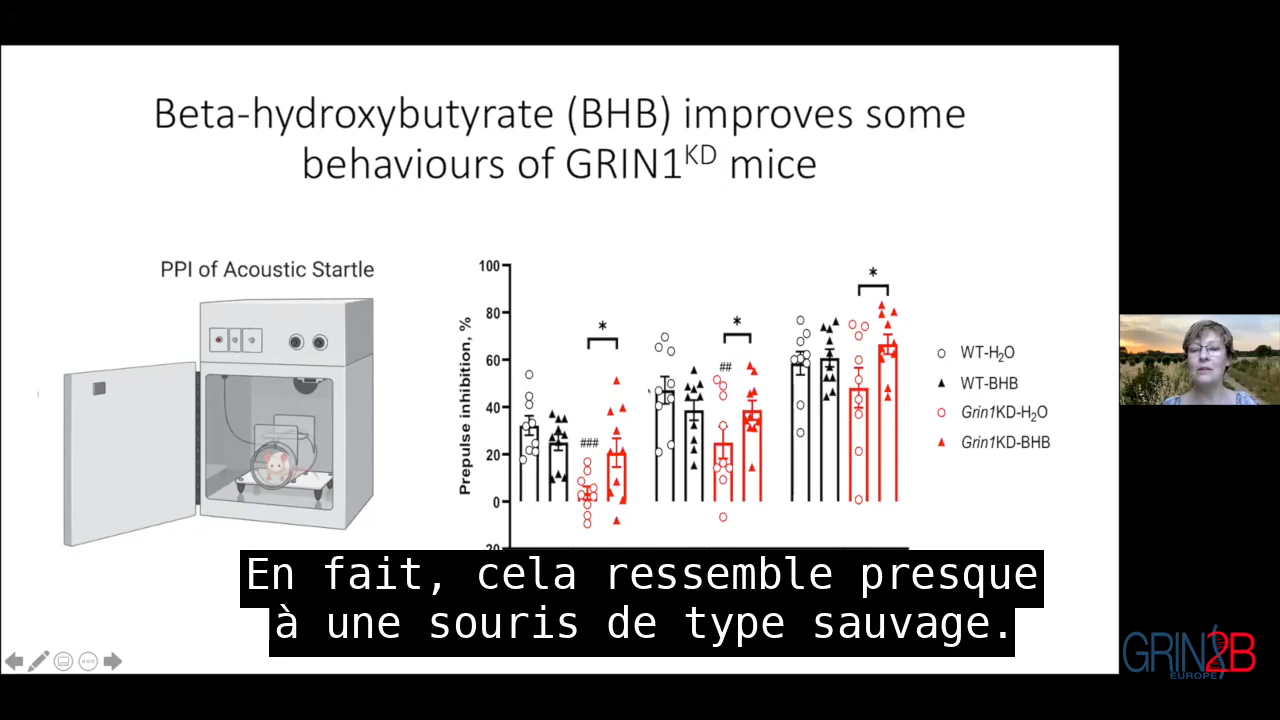 Beta-hydroxybutyrate (BHB) improves some
behaviours of GRIN1KD mice
PPI of Acoustic Startle
Prepulse inhibition, %
100
80
60
40
20
0
*
*
*
###
##
WT-H2O
WT-BHB
Grin1KD-H2O
Grin1KD-BHB
En fait, cela ressemble presque
à une souris de type sauvage.
GRIN2B
EUROPE